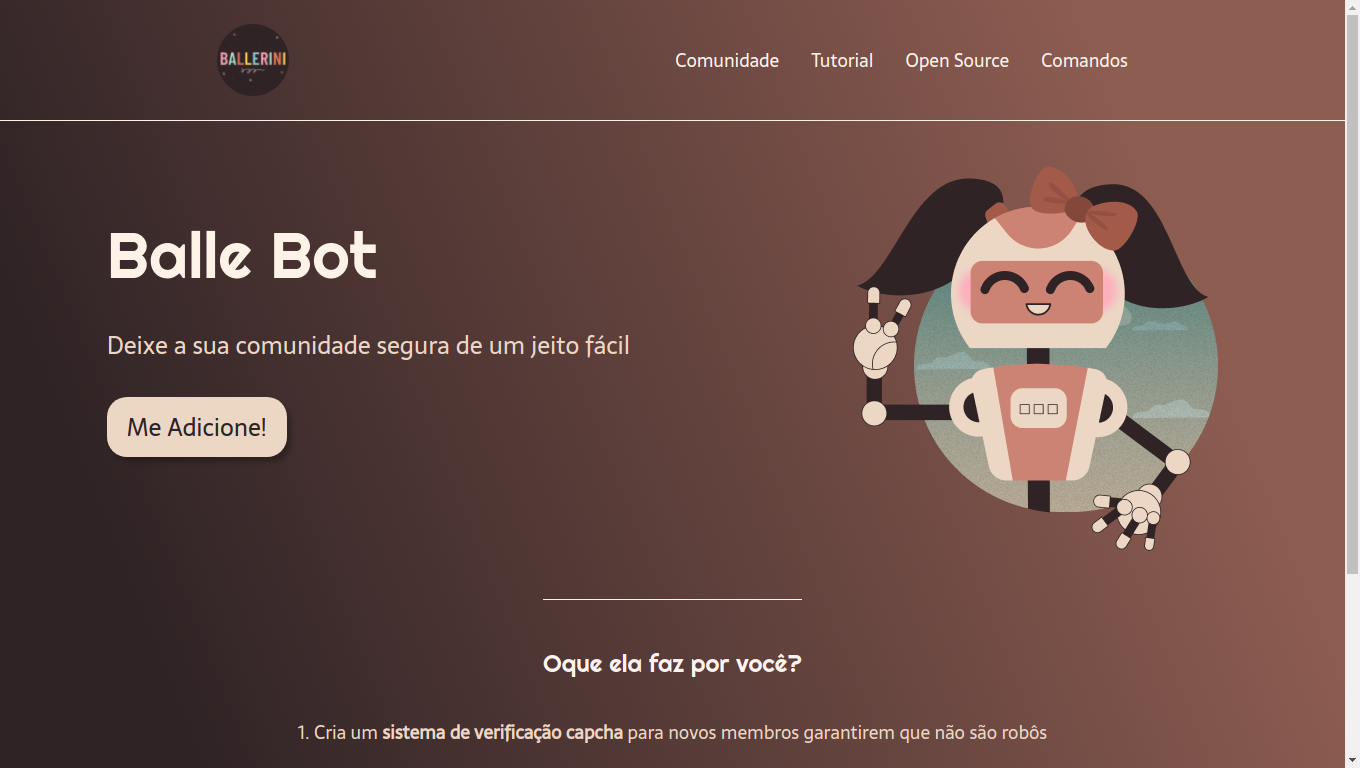 BALLERINI
Comunidade Tutorial Open Source Comandos
Balle Bot
Deixe a sua comunidade segura de um jeito fácil
Me Adicione!
Oque ela faz por você?
1. Cria um sistema de verificação capcha para novos membros garantirem que não são robôs